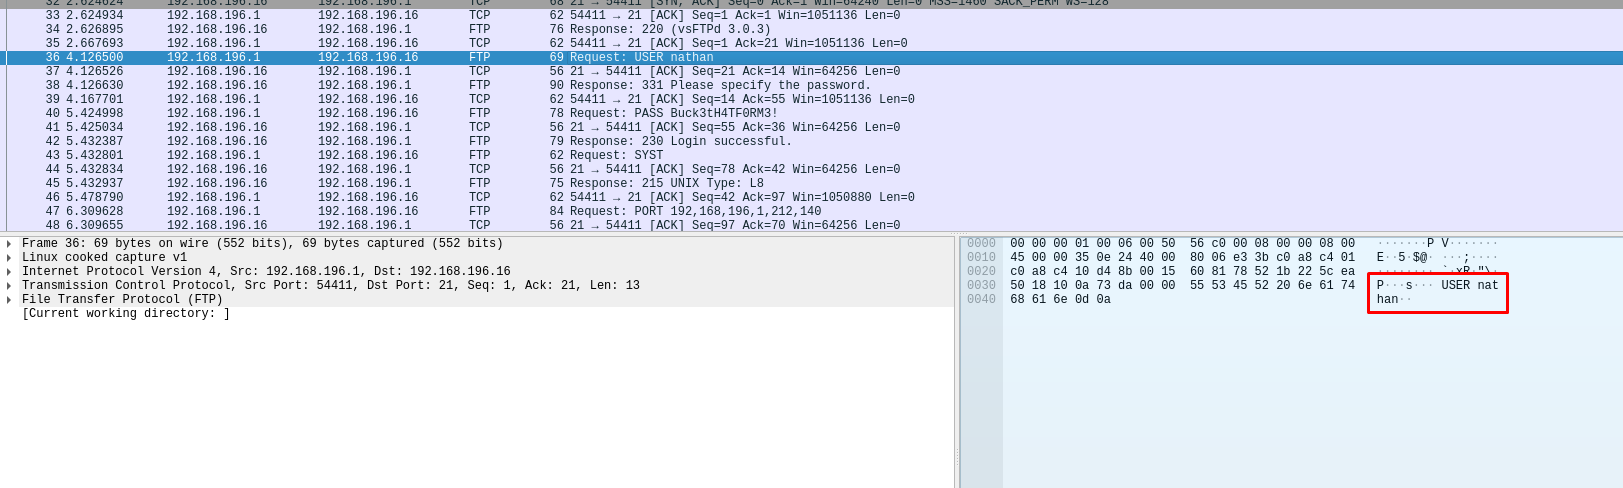 32 2.624624 192.168.196.16 192.168.196.1 TCP 68 21 → 54411 [SYN, ACK] Seq=0 Ack=1 Win=64240 Len=0 MSS=1460 SACK_PERM WS=128
33 2.624934 192.168.196.1 192.168.196.16 TCP 62 54411 → 21 [ACK] Seq=1 Ack=1 Win=1051136 Len=0
34 2.626895 192.168.196.16 192.168.196.1 FTP 76 Response: 220 (vsFTPd 3.0.3)
35 2.667693 192.168.196.1 192.168.196.16 TCP 62 54411 → 21 [ACK] Seq=1 Ack=21 Win=1051136 Len=0
36 4.126500 192.168.196.1 192.168.196.16 FTP 69 Request: USER nathan
37 4.126526 192.168.196.16 192.168.196.1 TCP 56 21 → 54411 [ACK] Seq=21 Ack=14 Win=64256 Len=0
38 4.126630 192.168.196.16 192.168.196.1 FTP 90 Response: 331 Please specify the password.
39 4.167701 192.168.196.1 192.168.196.16 TCP 62 54411 → 21 [ACK] Seq=14 Ack=55 Win=1051136 Len=0
40 5.424998 192.168.196.1 192.168.196.16 FTP 78 Request: PASS Buck3tH4TF0RM3!
41 5.425034 192.168.196.16 192.168.196.1 TCP 56 21 → 54411 [ACK] Seq=55 Ack=36 Win=64256 Len=0
42 5.432387 192.168.196.16 192.168.196.1 FTP 79 Response: 230 Login successful.
43 5.432801 192.168.196.1 192.168.196.16 FTP 62 Request: SYST
44 5.432834 192.168.196.16 192.168.196.1 TCP 56 21 → 54411 [ACK] Seq=78 Ack=42 Win=64256 Len=0
45 5.432937 192.168.196.16 192.168.196.1 FTP 75 Response: 215 UNIX Type: L8
46 5.478790 192.168.196.1 192.168.196.16 TCP 62 54411 → 21 [ACK] Seq=42 Ack=97 Win=1050880 Len=0
47 6.309628 192.168.196.1 192.168.196.16 FTP 84 Request: PORT 192,168,196,1,212,140
48 6.309655 192.168.196.16 192.168.196.1 TCP 56 21 → 54411 [ACK] Seq=97 Ack=70 Win=64256 Len=0
Frame 36: 69 bytes on wire (552 bits), 69 bytes captured (552 bits)
Linux cooked capture v1
Internet Protocol Version 4, Src: 192.168.196.1, Dst: 192.168.196.16
Transmission Control Protocol, Src Port: 54411, Dst Port: 21, Seq: 1, Ack: 21, Len: 13
File Transfer Protocol (FTP)
[Current working directory: ]
0000 00 00 00 01 00 06 00 50 56 c0 00 08 00 00 08 00 ·······P V·······
0010 45 00 00 35 0e 24 40 00 80 06 e3 3b c0 a8 c4 01 E··5·$@· ···;····
0020 c0 a8 c4 10 d4 8b 00 15 60 81 78 52 1b 22 5c ea ········ `·xR·"\·
0030 50 18 10 0a 73 da 00 00 55 53 45 52 20 6e 61 74 P···s··· USER nat
0040 68 61 6e 0d 0a han··